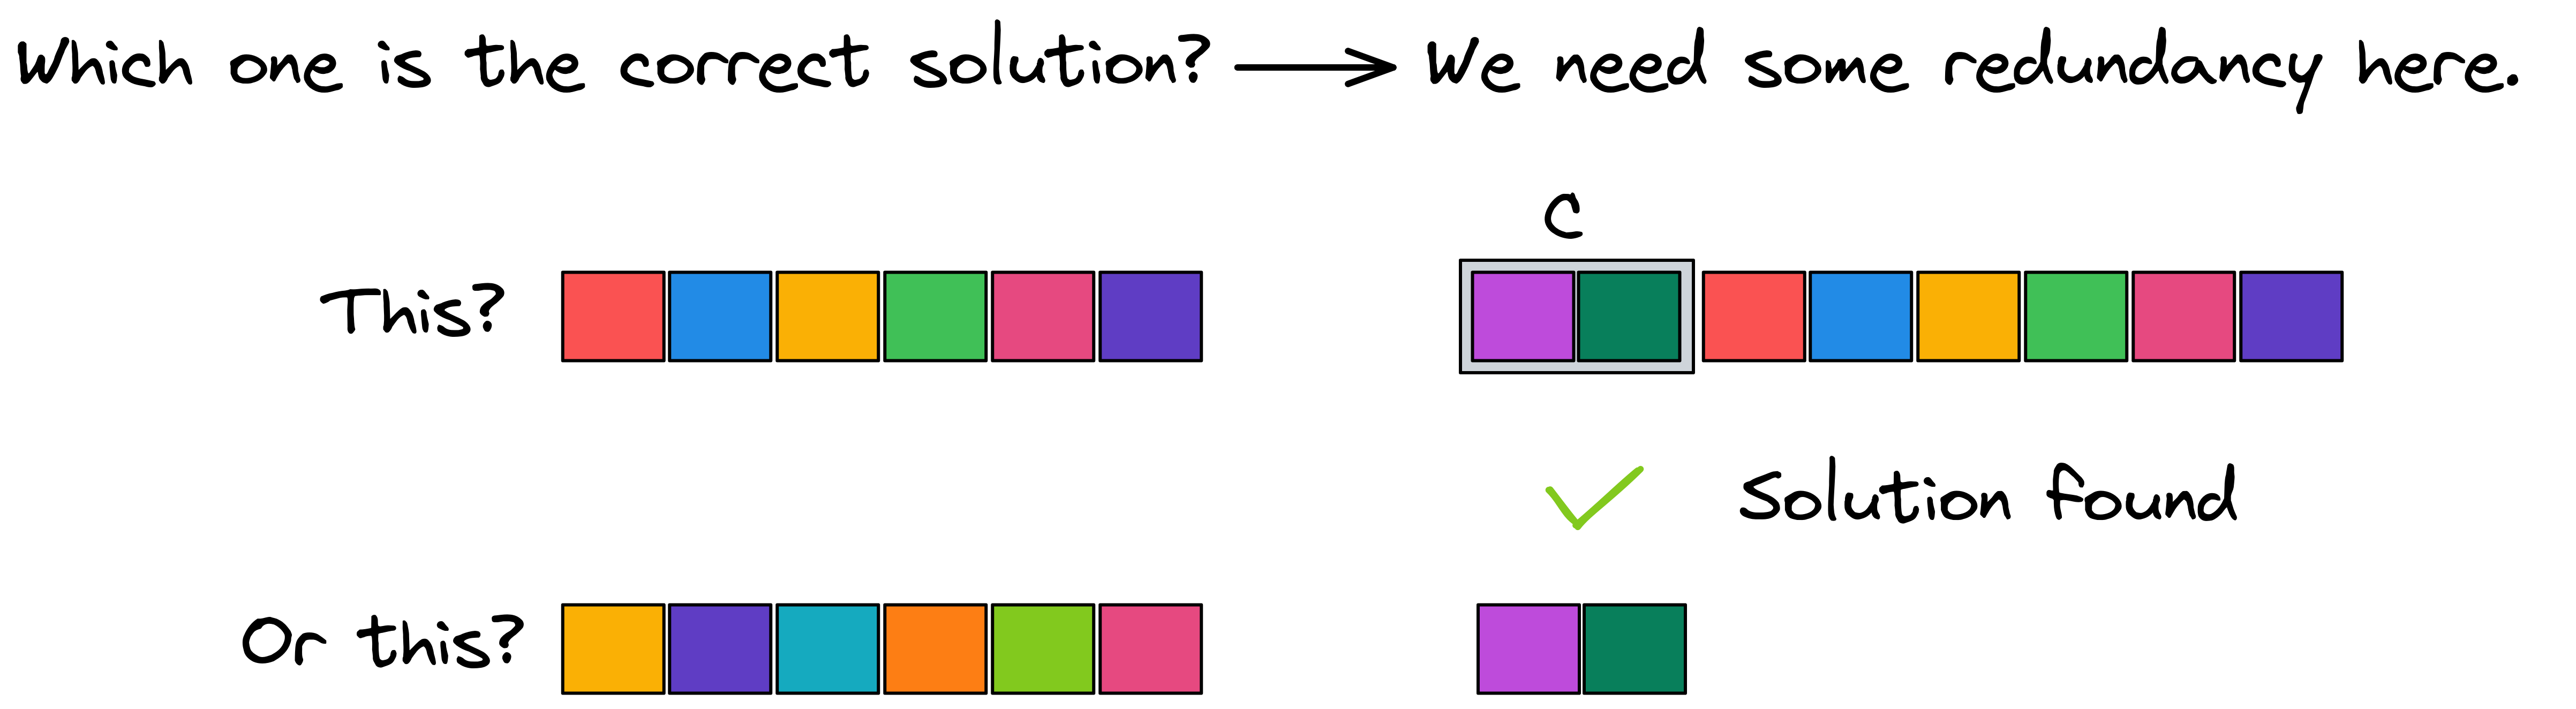 Which one is the correct solution? → We need some redundancy here.
C
This?
Solution found
Or this?